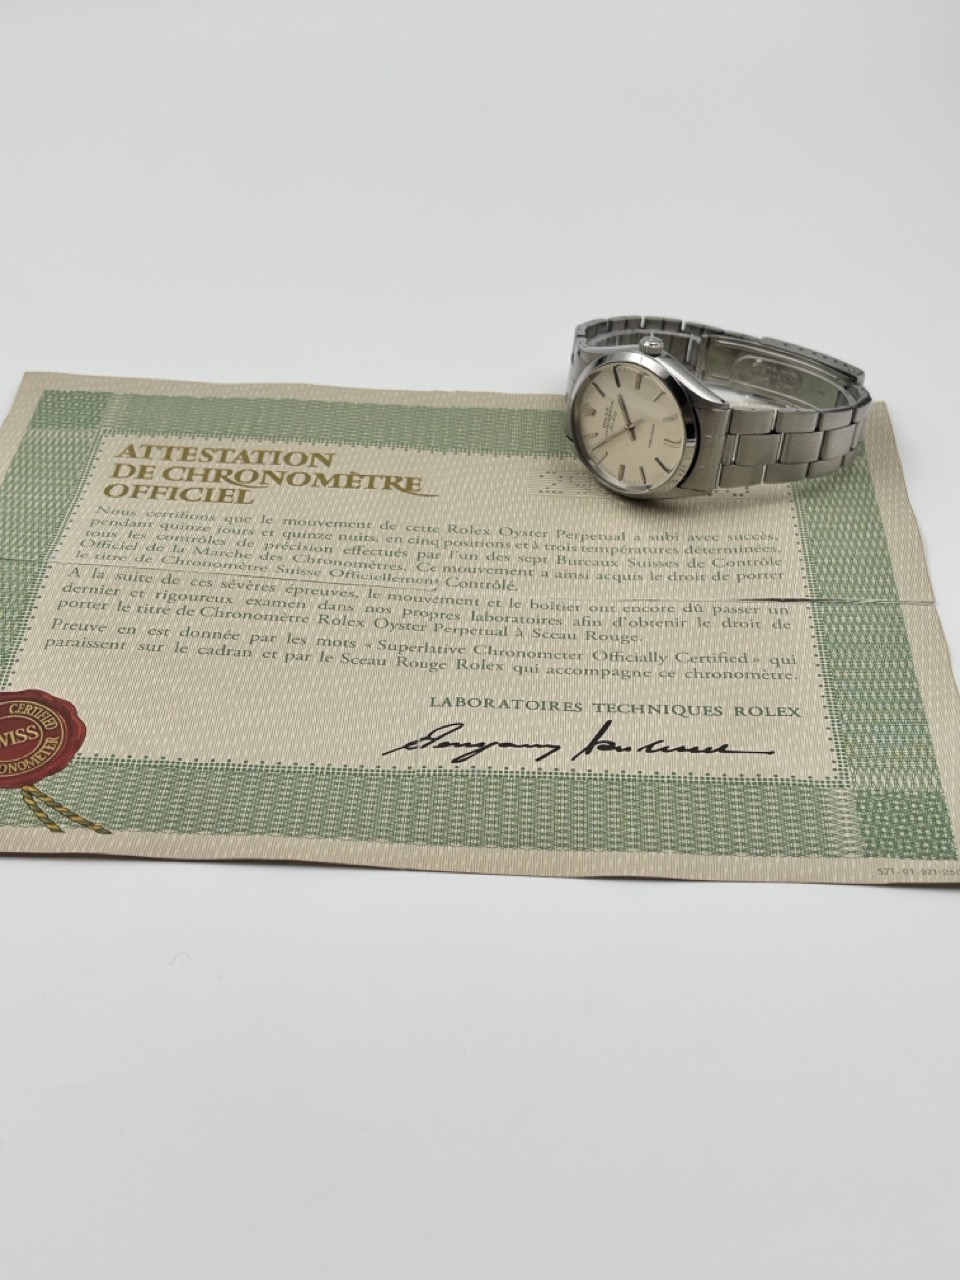 ATTESTATION
DE CHRONOMÈTRE
OFFICIEL
Nous certifions que le mouvement de cette Rolex Oyster Perpetual a subi avec succès,
pendant quinze jours et quinze nuits, en cinq positions et à trois températures déterminées,
tous les contrôles de précision effectués par l'un des sept Bureaux Suisses de Contrôle
Officiel de la Marche des Chronomètres. Ce mouvement a ainsi acquis le droit de porter
le titre de Chronomètre Suisse Officiellement Contrôlé.
A la suite de ces sévères épreuves, le mouvement et le boîtier ont encore dû passer un
dernier et rigoureux examen dans nos propres laboratoires afin d'obtenir le droit de
porter le titre de Chronomètre Rolex Oyster Perpetual à Sceau Rouge.
Preuve en est donnée par les mots « Superlative Chronometer Officially Certified » qui
paraissent sur le cadran et par le Sceau Rouge Rolex qui accompagne ce chronomètre.
LABORATOIRES TECHNIQUES ROLEX
CERTIFIED
WISS
ONOMETER
571.01.971-250